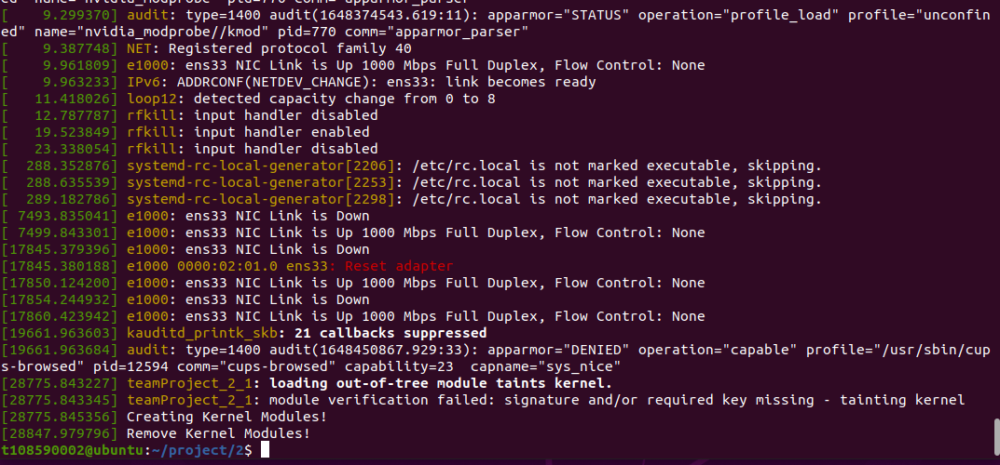 ed" name="nvidia_modprobe" pid=770 comm="apparmor_parser"
[    9.299370] audit: type=1400 audit(1648374543.619:11): apparmor="STATUS" operation="profile_load" profile="unconfin
ed" name="nvidia_modprobe//kmod" pid=770 comm="apparmor_parser"
[    9.387748] NET: Registered protocol family 40
[    9.961809] e1000: ens33 NIC Link is Up 1000 Mbps Full Duplex, Flow Control: None
[    9.963233] IPv6: ADDRCONF(NETDEV_CHANGE): ens33: link becomes ready
[   11.418026] loop12: detected capacity change from 0 to 8
[   12.787787] rfkill: input handler disabled
[   19.523849] rfkill: input handler enabled
[   23.338054] rfkill: input handler disabled
[  288.352876] systemd-rc-local-generator[2206]: /etc/rc.local is not marked executable, skipping.
[  288.635539] systemd-rc-local-generator[2253]: /etc/rc.local is not marked executable, skipping.
[  289.182786] systemd-rc-local-generator[2298]: /etc/rc.local is not marked executable, skipping.
[ 7493.835041] e1000: ens33 NIC Link is Down
[ 7499.843301] e1000: ens33 NIC Link is Up 1000 Mbps Full Duplex, Flow Control: None
[17845.379396] e1000: ens33 NIC Link is Down
[17845.380188] e1000 0000:02:01.0 ens33: Reset adapter
[17850.124200] e1000: ens33 NIC Link is Up 1000 Mbps Full Duplex, Flow Control: None
[17854.244932] e1000: ens33 NIC Link is Down
[17860.423942] e1000: ens33 NIC Link is Up 1000 Mbps Full Duplex, Flow Control: None
[19661.963603] kauditd_printk_skb: 21 callbacks suppressed
[19661.963684] audit: type=1400 audit(1648450867.929:33): apparmor="DENIED" operation="capable" profile="/usr/sbin/cup
s-browsed" pid=12594 comm="cups-browsed" capability=23  capname="sys_nice"
[28775.843227] teamProject_2_1: loading out-of-tree module taints kernel.
[28775.843345] teamProject_2_1: module verification failed: signature and/or required key missing - tainting kernel
[28775.845356] Creating Kernel Modules!
[28847.979796] Remove Kernel Modules!
t108590002@ubuntu:~/project/2$